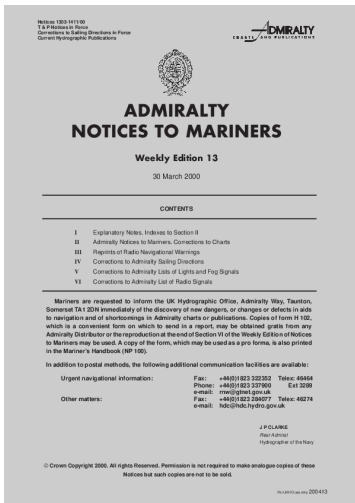 Notices 1303-1411/00
T & P Notices in Force
Corrections to Sailing Directions in Force
Current Hydrographic Publications
ADMIRALTY
CHARTS AND PUBLICATIONS
ADMIRALTY
NOTICES TO MARINERS
Weekly Edition 13
30 March 2000
CONTENTS
I Explanatory Notes. Indexes to Section II
II Admiralty Notices to Mariners. Corrections to Charts
III Reprints of Radio Navigational Warnings
IV Corrections to Admiralty Sailing Directions
V Corrections to Admiralty Lists of Lights and Fog Signals
VI Corrections to Admiralty List of Radio Signals
Mariners are requested to inform the UK Hydrographic Office, Admiralty Way, Taunton,
Somerset TA1 2DN immediately of the discovery of new dangers, or changes or defects in aids
to navigation and of shortcomings in Admiralty charts or publications. Copies of form H 102,
which is a convenient form on which to send in a report, may be obtained gratis from any
Admiralty Distributor or the reproduction at the end of Section VI of the Weekly Edition of Notices
to Mariners may be used. A copy of the form, which may be used as a pro forma, is also printed
in the Mariner's Handbook (NP 100).
In addition to postal methods, the following additional communication facilities are available:
Urgent navigational information: Fax: +44(0)1823 322352 Telex: 46464
Phone: +44(0)1823 337900 Ext 3289
e-mail: rnw@gtnet.gov.uk
Other matters: Fax: +44(0)1823 284077 Telex: 46274
e-mail: hdc@hdc.hydro.gov.uk
J P CLARKE
Rear Admiral
Hydrographer of the Navy
© Crown Copyright 2000. All rights Reserved. Permission is not required to make analogue copies of these
Notices but such copies are not to be sold.
200413